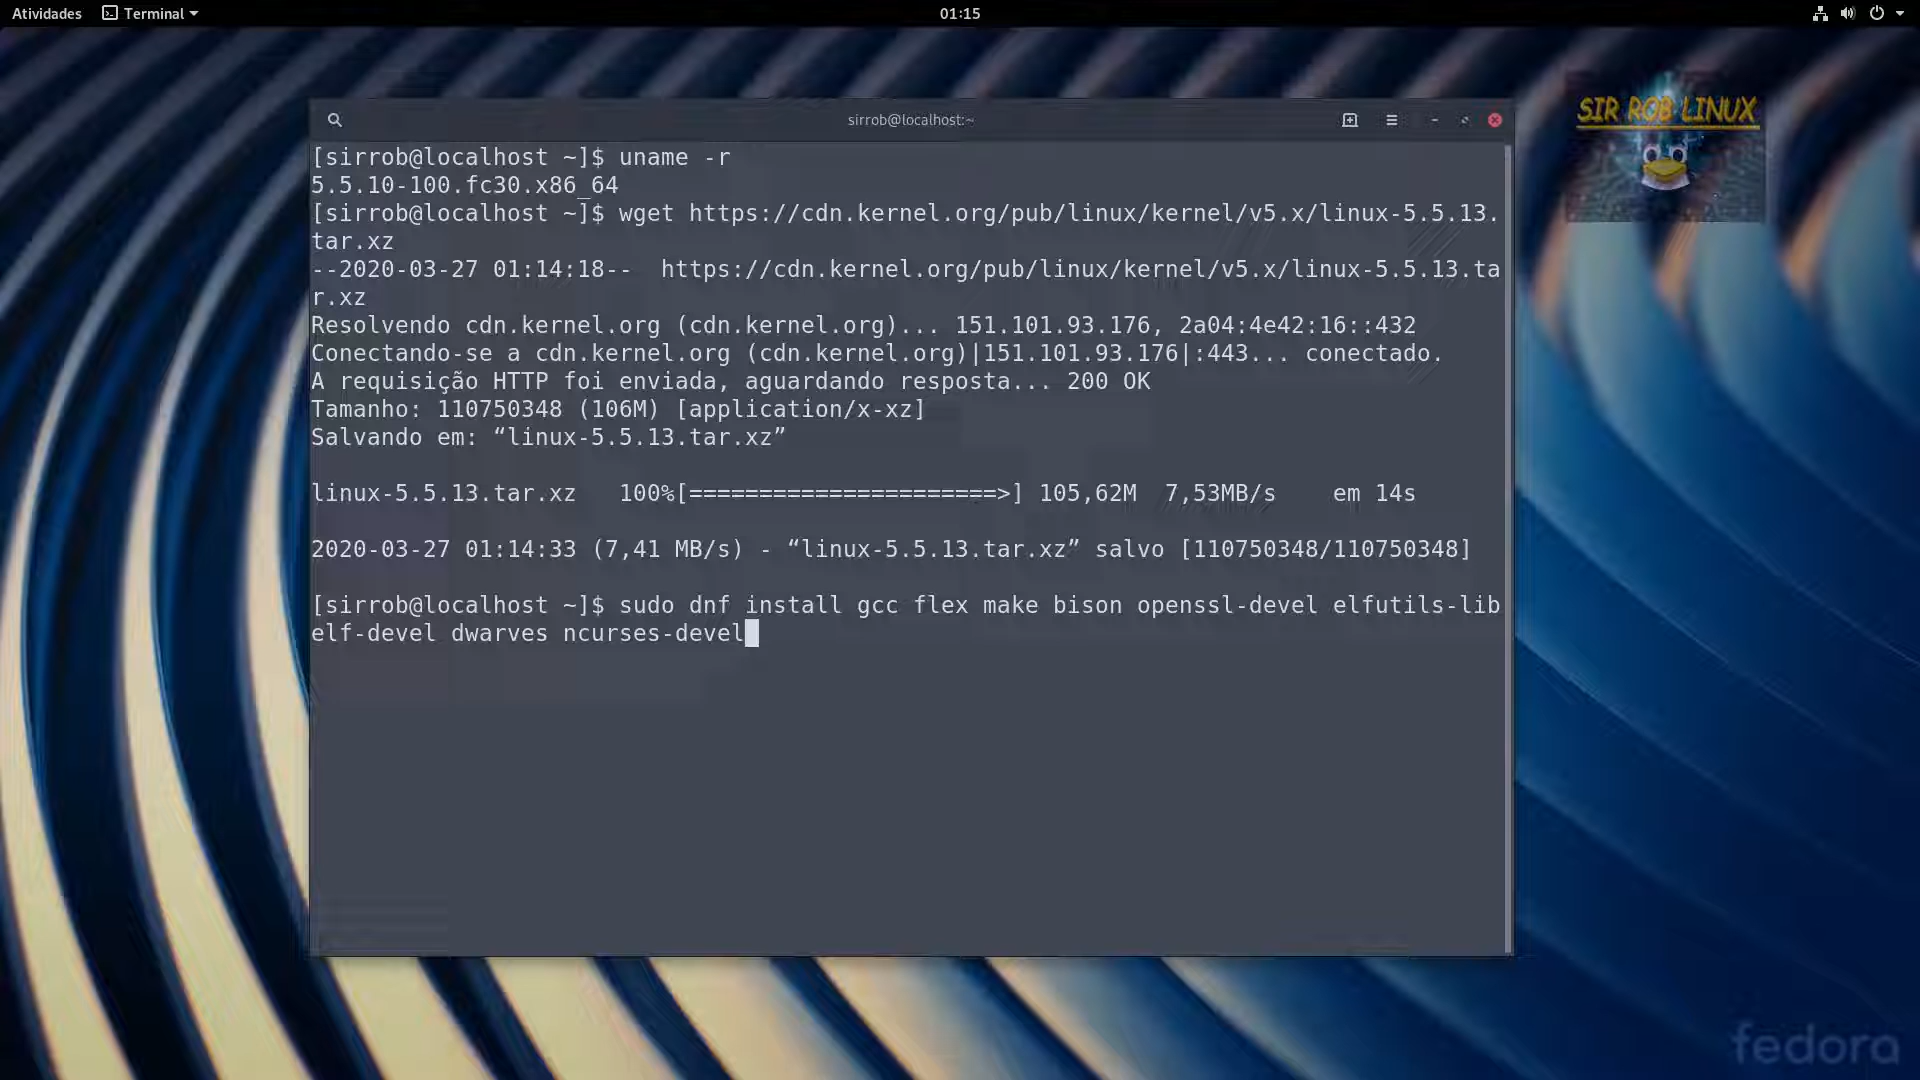 Atividades Terminal 01:15
SIR ROB LINUX
sirrob@localhost:~
[sirrob@localhost ~]$ uname -r
5.5.10-100.fc30.x86_64
[sirrob@localhost ~]$ wget https://cdn.kernel.org/pub/linux/kernel/v5.x/linux-5.5.13.
tar.xz
--2020-03-27 01:14:18--  https://cdn.kernel.org/pub/linux/kernel/v5.x/linux-5.5.13.ta
r.xz
Resolvendo cdn.kernel.org (cdn.kernel.org)... 151.101.93.176, 2a04:4e42:16::432
Conectando-se a cdn.kernel.org (cdn.kernel.org)|151.101.93.176|:443... conectado.
A requisição HTTP foi enviada, aguardando resposta... 200 OK
Tamanho: 110750348 (106M) [application/x-xz]
Salvando em: “linux-5.5.13.tar.xz”
linux-5.5.13.tar.xz   100%[======================>] 105,62M  7,53MB/s    em 14s
2020-03-27 01:14:33 (7,41 MB/s) - “linux-5.5.13.tar.xz” salvo [110750348/110750348]
[sirrob@localhost ~]$ sudo dnf install gcc flex make bison openssl-devel elfutils-lib
elf-devel dwarves ncurses-devel
fedora